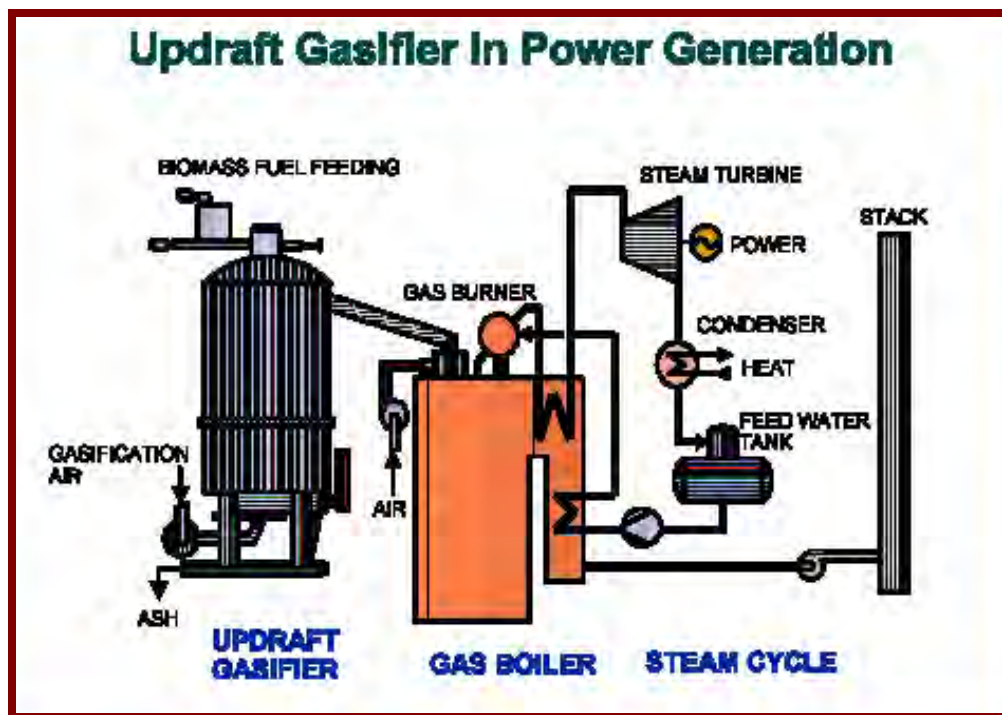 Updraft Gasifier In Power Generation
BIOMASS FUEL FEEDING
STEAM TURBINE
STACK
POWER
GAS BURNER
CONDENSER
HEAT
FEED WATER
TANK
GASIFICATION
AIR
AIR
ASH
UPDRAFT
GASIFIER
GAS BOILER
STEAM CYCLE